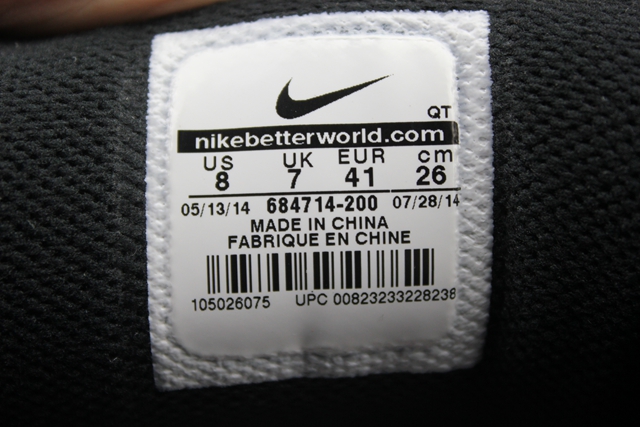 QT
nikebetterworld.com
US UK EUR cm
8 7 41 26
05/13/14 684714-200 07/28/14
MADE IN CHINA
FABRIQUE EN CHINE
105026075 UPC 00823233228238